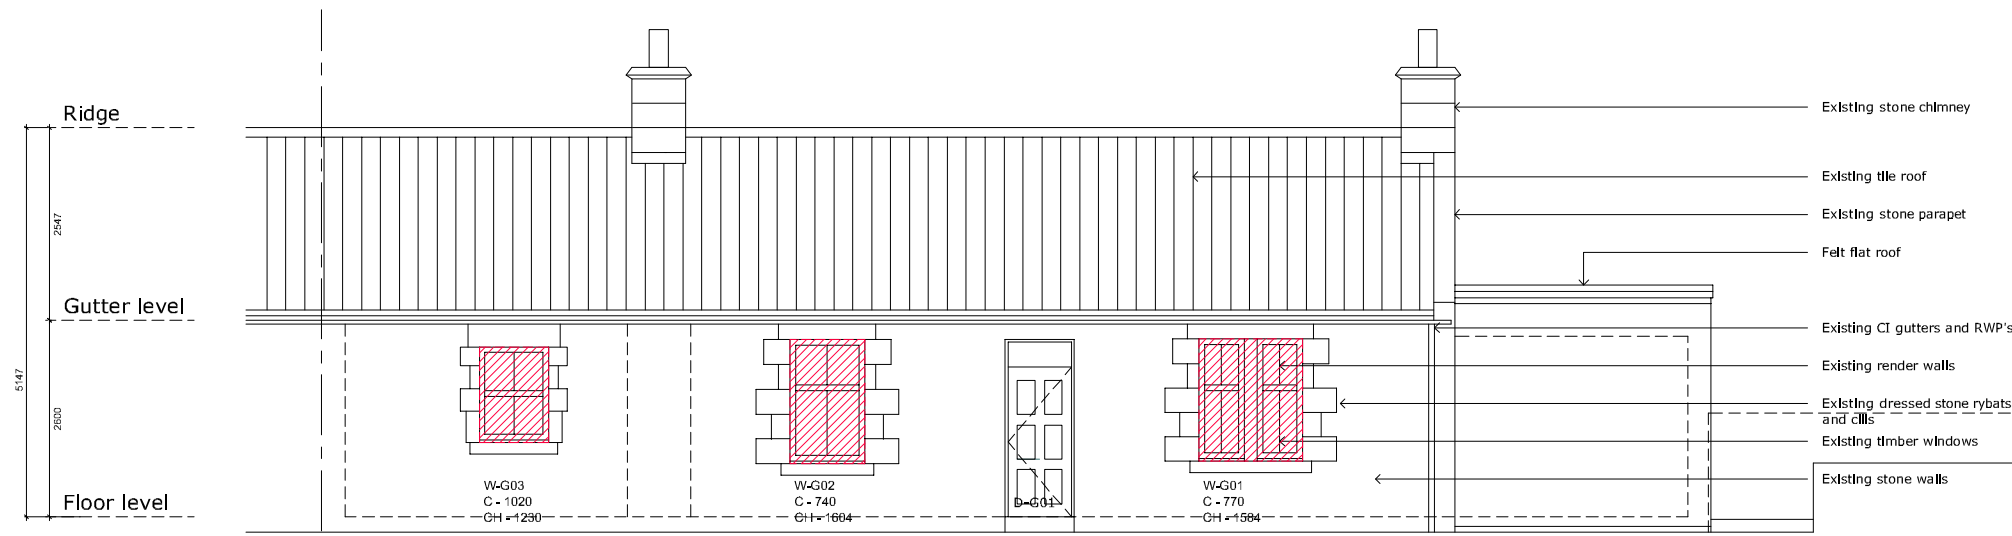 Ridge
Existing stone chimney
Existing tile roof
Existing stone parapet
2547
Felt flat roof
Gutter level
Existing CI gutters and RWP's
Existing render walls
5147
2600
Existing dressed stone rybats
and cills
Existing timber windows
Existing stone walls
W-G03
C - 1020
CH - 1230
W-G02
C - 740
CH - 1604
D-G01
W-G01
C - 770
CH - 1584
Floor level